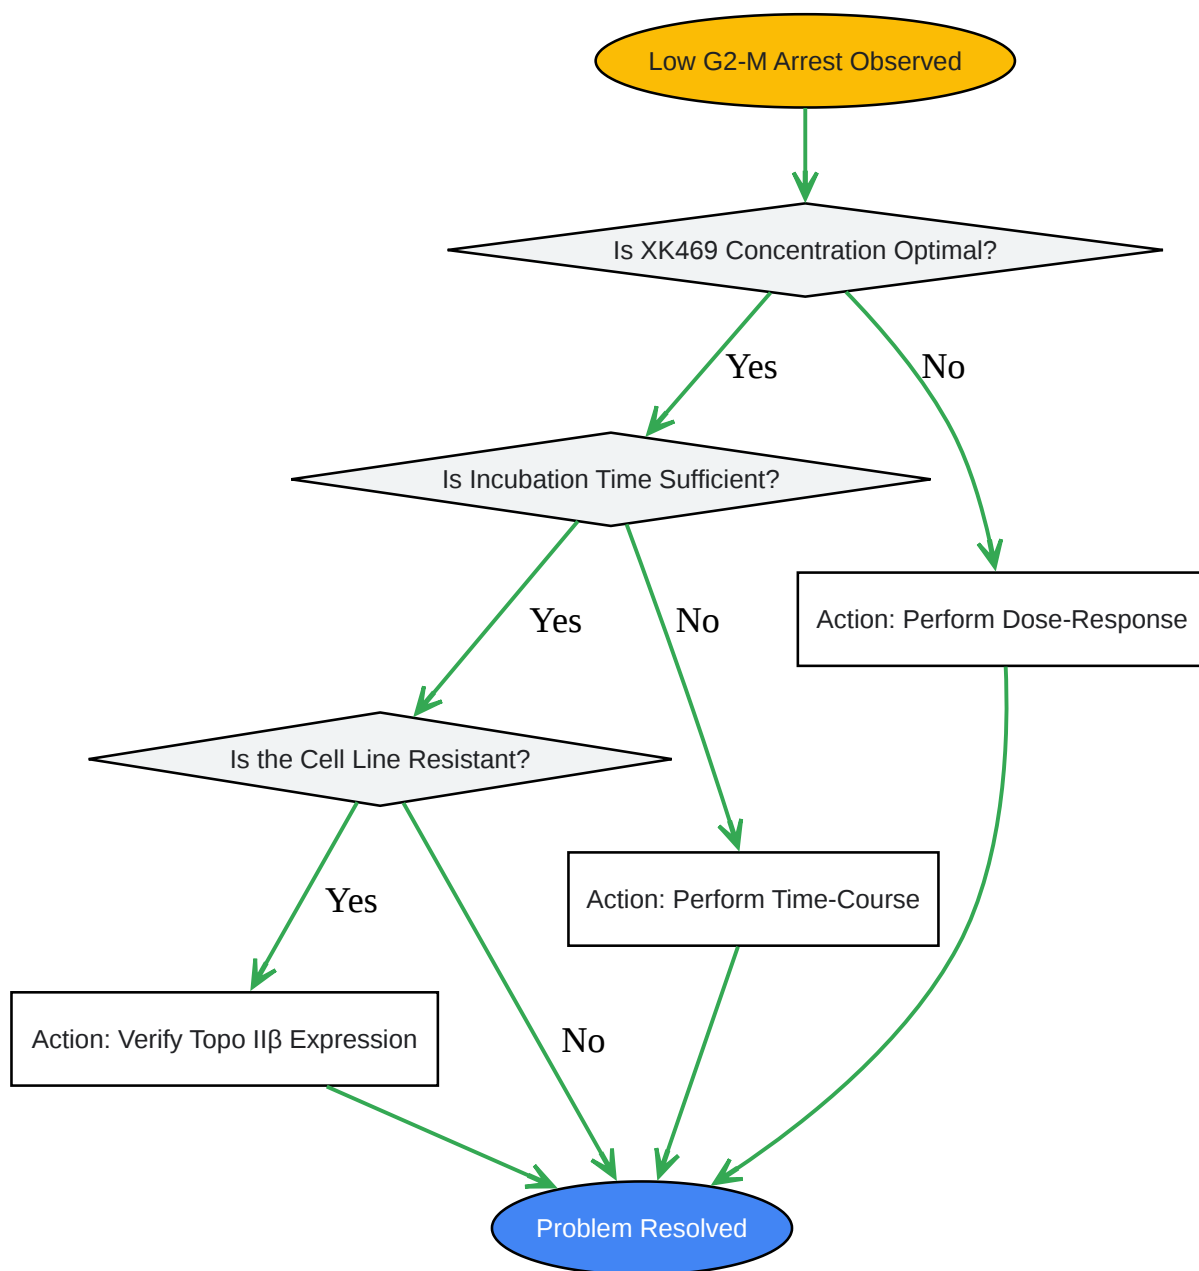 Low G2-M Arrest Observed
Is XK469 Concentration Optimal?
Yes
No
Is Incubation Time Sufficient?
Yes
No
Action: Perform Dose-Response
Is the Cell Line Resistant?
Yes
Action: Perform Time-Course
Action: Verify Topo IIβ Expression
No
Problem Resolved